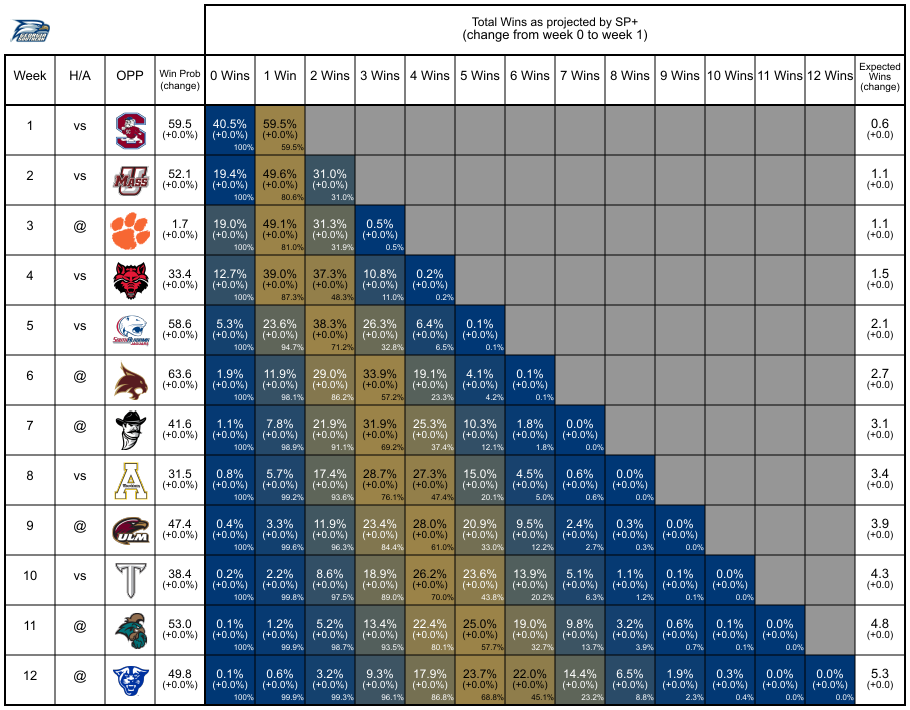 GEORGIA SOUTHERN
Total Wins as projected by SP+
(change from week 0 to week 1)
Week H/A OPP Win Prob (change) 0 Wins 1 Win 2 Wins 3 Wins 4 Wins 5 Wins 6 Wins 7 Wins 8 Wins 9 Wins 10 Wins 11 Wins 12 Wins Expected Wins (change)
1 vs S 59.5 40.5% 59.5% 0.6
(+0.0%) (+0.0%) (+0.0%) (+0.0)
100% 59.5%
2 vs U MASS 52.1 19.4% 49.6% 31.0% 1.1
(+0.0%) (+0.0%) (+0.0%) (+0.0%) (+0.0)
100% 80.6% 31.0%
3 @ 1.7 19.0% 49.1% 31.3% 0.5% 1.1
(+0.0%) (+0.0%) (+0.0%) (+0.0%) (+0.0%) (+0.0)
100% 81.0% 31.9% 0.5%
4 vs 33.4 12.7% 39.0% 37.3% 10.8% 0.2% 1.5
(+0.0%) (+0.0%) (+0.0%) (+0.0%) (+0.0%) (+0.0%) (+0.0)
100% 87.3% 48.3% 11.0% 0.2%
5 vs SOUTH ALABAMA 58.6 5.3% 23.6% 38.3% 26.3% 6.4% 0.1% 2.1
(+0.0%) (+0.0%) (+0.0%) (+0.0%) (+0.0%) (+0.0%) (+0.0%) (+0.0)
100% 94.7% 71.2% 32.8% 6.5% 0.1%
6 @ 63.6 1.9% 11.9% 29.0% 33.9% 19.1% 4.1% 0.1% 2.7
(+0.0%) (+0.0%) (+0.0%) (+0.0%) (+0.0%) (+0.0%) (+0.0%) (+0.0%) (+0.0)
100% 98.1% 86.2% 57.2% 23.3% 4.2% 0.1%
7 @ 41.6 1.1% 7.8% 21.9% 31.9% 25.3% 10.3% 1.8% 0.0% 3.1
(+0.0%) (+0.0%) (+0.0%) (+0.0%) (+0.0%) (+0.0%) (+0.0%) (+0.0%) (+0.0%) (+0.0)
100% 98.9% 91.1% 69.2% 37.4% 12.1% 1.8% 0.0%
8 vs A 31.5 0.8% 5.7% 17.4% 28.7% 27.3% 15.0% 4.5% 0.6% 0.0% 3.4
(+0.0%) (+0.0%) (+0.0%) (+0.0%) (+0.0%) (+0.0%) (+0.0%) (+0.0%) (+0.0%) (+0.0%) (+0.0)
100% 99.2% 93.6% 76.1% 47.4% 20.1% 5.0% 0.6% 0.0%
9 @ ULM 47.4 0.4% 3.3% 11.9% 23.4% 28.0% 20.9% 9.5% 2.4% 0.3% 0.0% 3.9
(+0.0%) (+0.0%) (+0.0%) (+0.0%) (+0.0%) (+0.0%) (+0.0%) (+0.0%) (+0.0%) (+0.0%) (+0.0%) (+0.0)
100% 99.6% 96.3% 84.4% 61.0% 33.0% 12.2% 2.7% 0.3% 0.0%
10 vs T 38.4 0.2% 2.2% 8.6% 18.9% 26.2% 23.6% 13.9% 5.1% 1.1% 0.1% 0.0% 4.3
(+0.0%) (+0.0%) (+0.0%) (+0.0%) (+0.0%) (+0.0%) (+0.0%) (+0.0%) (+0.0%) (+0.0%) (+0.0%) (+0.0%) (+0.0)
100% 99.8% 97.5% 89.0% 70.0% 43.8% 20.2% 6.3% 1.2% 0.1% 0.0%
11 @ 53.0 0.1% 1.2% 5.2% 13.4% 22.4% 25.0% 19.0% 9.8% 3.2% 0.6% 0.1% 0.0% 4.8
(+0.0%) (+0.0%) (+0.0%) (+0.0%) (+0.0%) (+0.0%) (+0.0%) (+0.0%) (+0.0%) (+0.0%) (+0.0%) (+0.0%) (+0.0%) (+0.0)
100% 99.9% 98.7% 93.5% 80.1% 57.7% 32.7% 13.7% 3.9% 0.7% 0.1% 0.0%
12 @ 49.8 0.1% 0.6% 3.2% 9.3% 17.9% 23.7% 22.0% 14.4% 6.5% 1.9% 0.3% 0.0% 0.0% 5.3
(+0.0%) (+0.0%) (+0.0%) (+0.0%) (+0.0%) (+0.0%) (+0.0%) (+0.0%) (+0.0%) (+0.0%) (+0.0%) (+0.0%) (+0.0%) (+0.0%) (+0.0)
100% 99.9% 99.3% 96.1% 86.8% 68.8% 45.1% 23.2% 8.8% 2.3% 0.4% 0.0% 0.0%